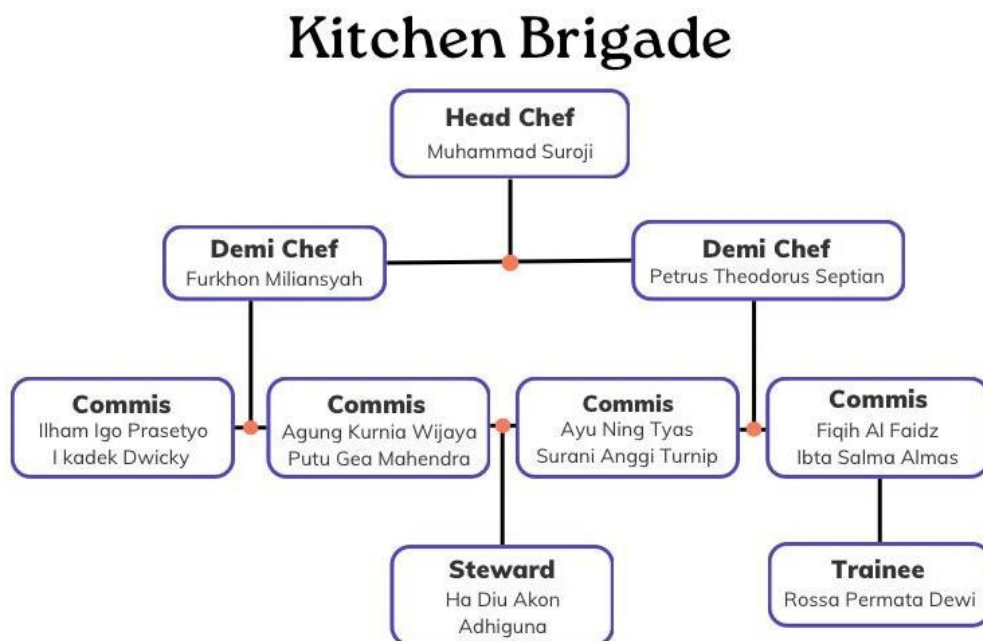 Kitchen Brigade
Head Chef
Muhammad Suroji
Demi Chef
Furkhon Miliansyah
Demi Chef
Petrus Theodorus Septian
Commis
Ilham Igo Prasetyo
I kadek Dwicky
Commis
Agung Kurnia Wijaya
Putu Gea Mahendra
Commis
Ayu Ning Tyas
Surani Anggi Turnip
Commis
Fiqih Al Faidz
Ibta Salma Almas
Steward
Ha Diu Akon
Adhiguna
Trainee
Rossa Permata Dewi